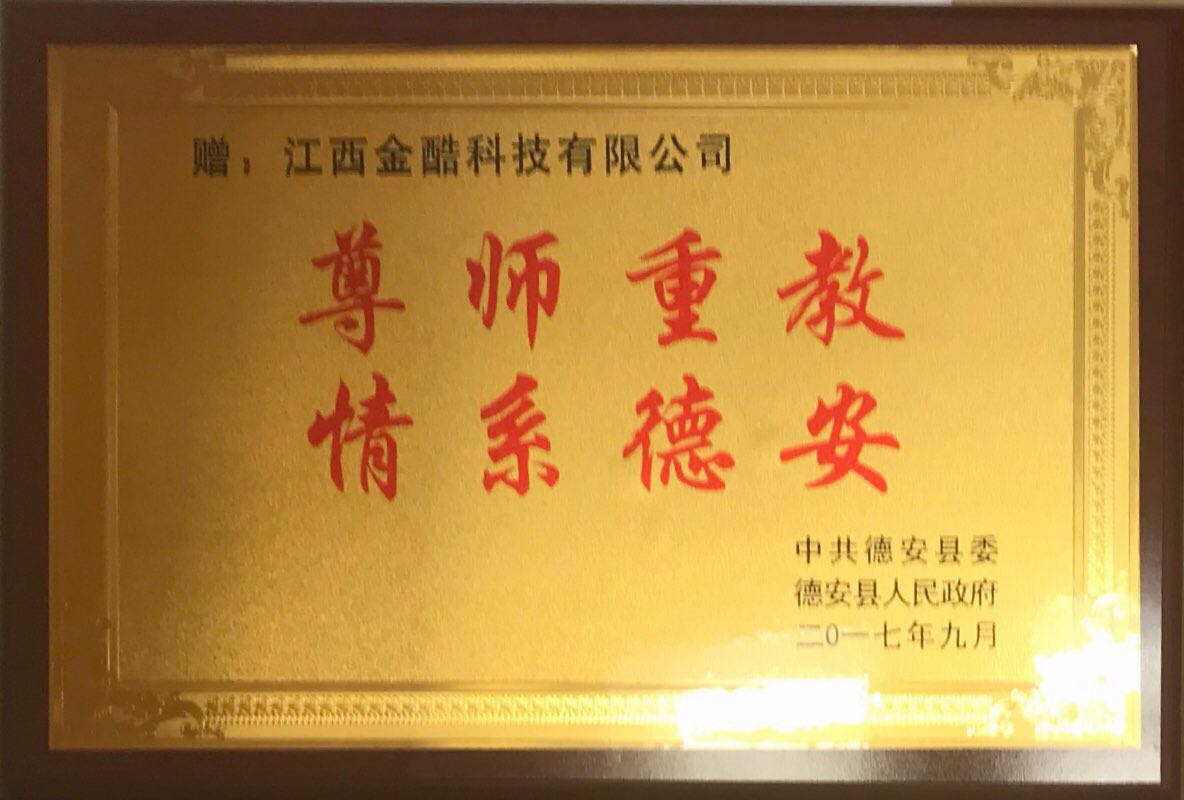 赠：江西金酷科技有限公司
尊师重教
情系德安
中共德安县委
德安县人民政府
二0一七年九月